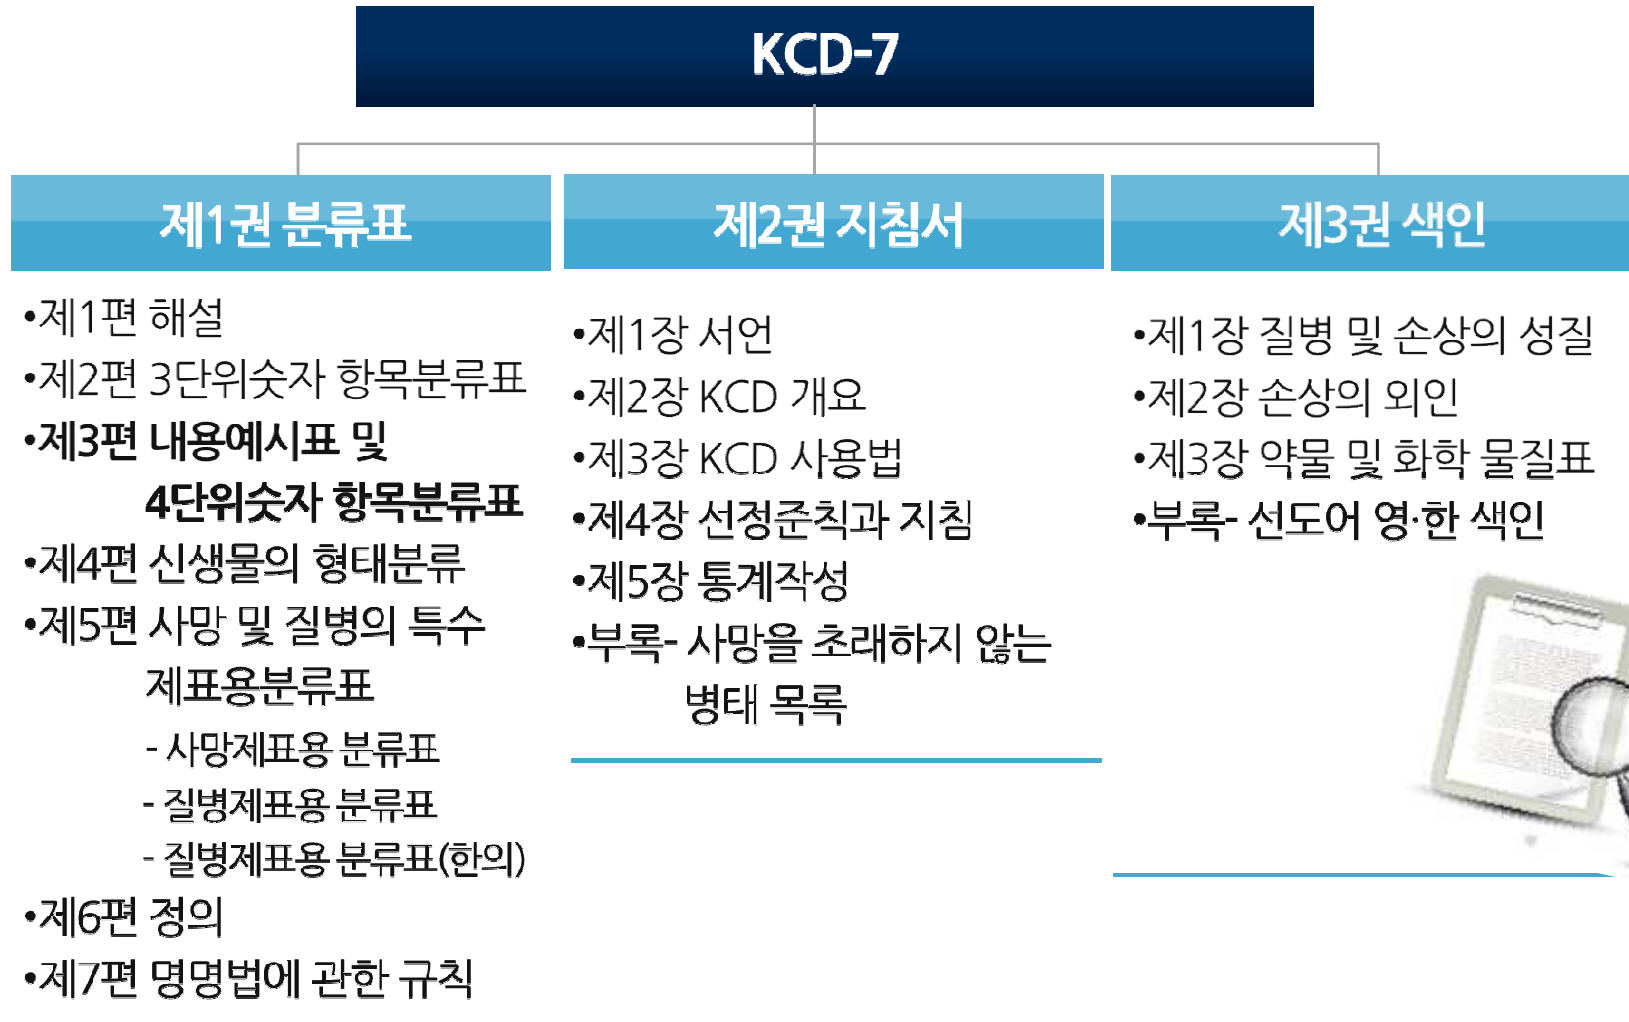 KCD-7
제1권 분류표
•제1편 해설
•제2편 3단위숫자 항목분류표
•제3편 내용예시표 및
4단위숫자 항목분류표
•제4편 신생물의 형태분류
•제5편 사망 및 질병의 특수
제표용분류표
- 사망제표용 분류표
- 질병제표용 분류표
- 질병제표용 분류표(한의)
•제6편 정의
•제7편 명명법에 관한 규칙
제2권 지침서
•제1장 서언
•제2장 KCD 개요
•제3장 KCD 사용법
•제4장 선정준칙과 지침
•제5장 통계작성
•부록- 사망을 초래하지 않는
병태 목록
제3권 색인
•제1장 질병 및 손상의 성질
•제2장 손상의 외인
•제3장 약물 및 화학 물질표
•부록- 선도어 영·한 색인